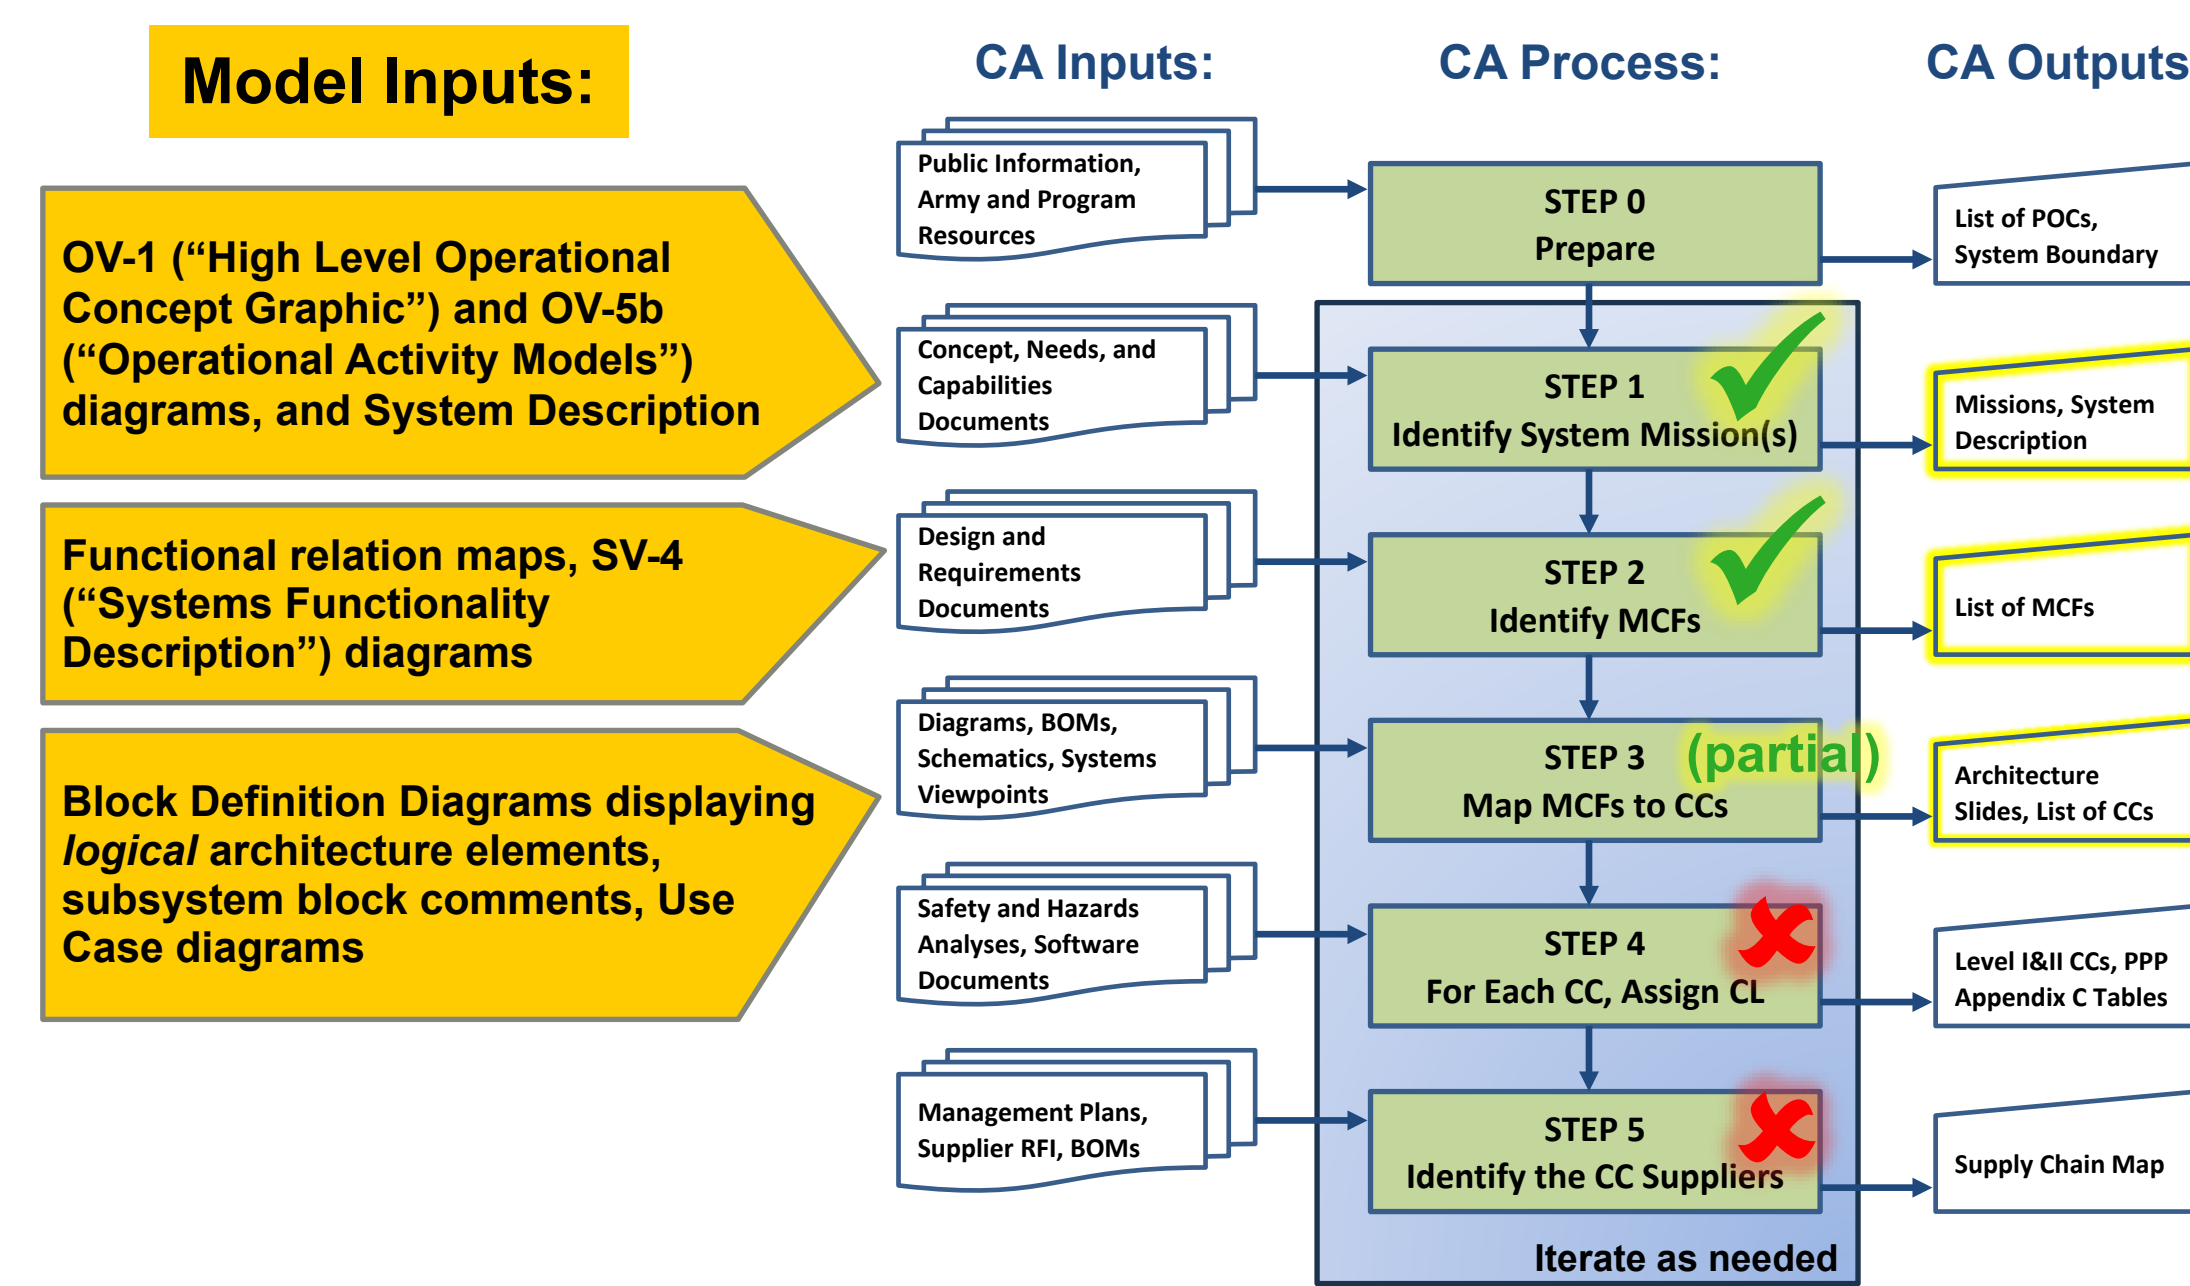 Model Inputs:
CA Inputs:
CA Process:
CA Outputs
OV-1 (“High Level Operational
Concept Graphic”) and OV-5b
(“Operational Activity Models”)
diagrams, and System Description
Functional relation maps, SV-4
(“Systems Functionality
Description”) diagrams
Block Definition Diagrams displaying
logical architecture elements,
subsystem block comments, Use
Case diagrams
Public Information,
Army and Program
Resources
STEP 0
Prepare
List of POCs,
System Boundary
Concept, Needs, and
Capabilities
Documents
STEP 1
Identify System Mission(s)
Missions, System
Description
Design and
Requirements
Documents
STEP 2
Identify MCFs
List of MCFs
Diagrams, BOMs,
Schematics, Systems
Viewpoints
STEP 3
(partial)
Map MCFs to CCs
Architecture
Slides, List of CCs
Safety and Hazards
Analyses, Software
Documents
STEP 4
For Each CC, Assign CL
Level I&II CCs, PPP
Appendix C Tables
Management Plans,
Supplier RFI, BOMs
STEP 5
Identify the CC Suppliers
Supply Chain Map
Iterate as needed